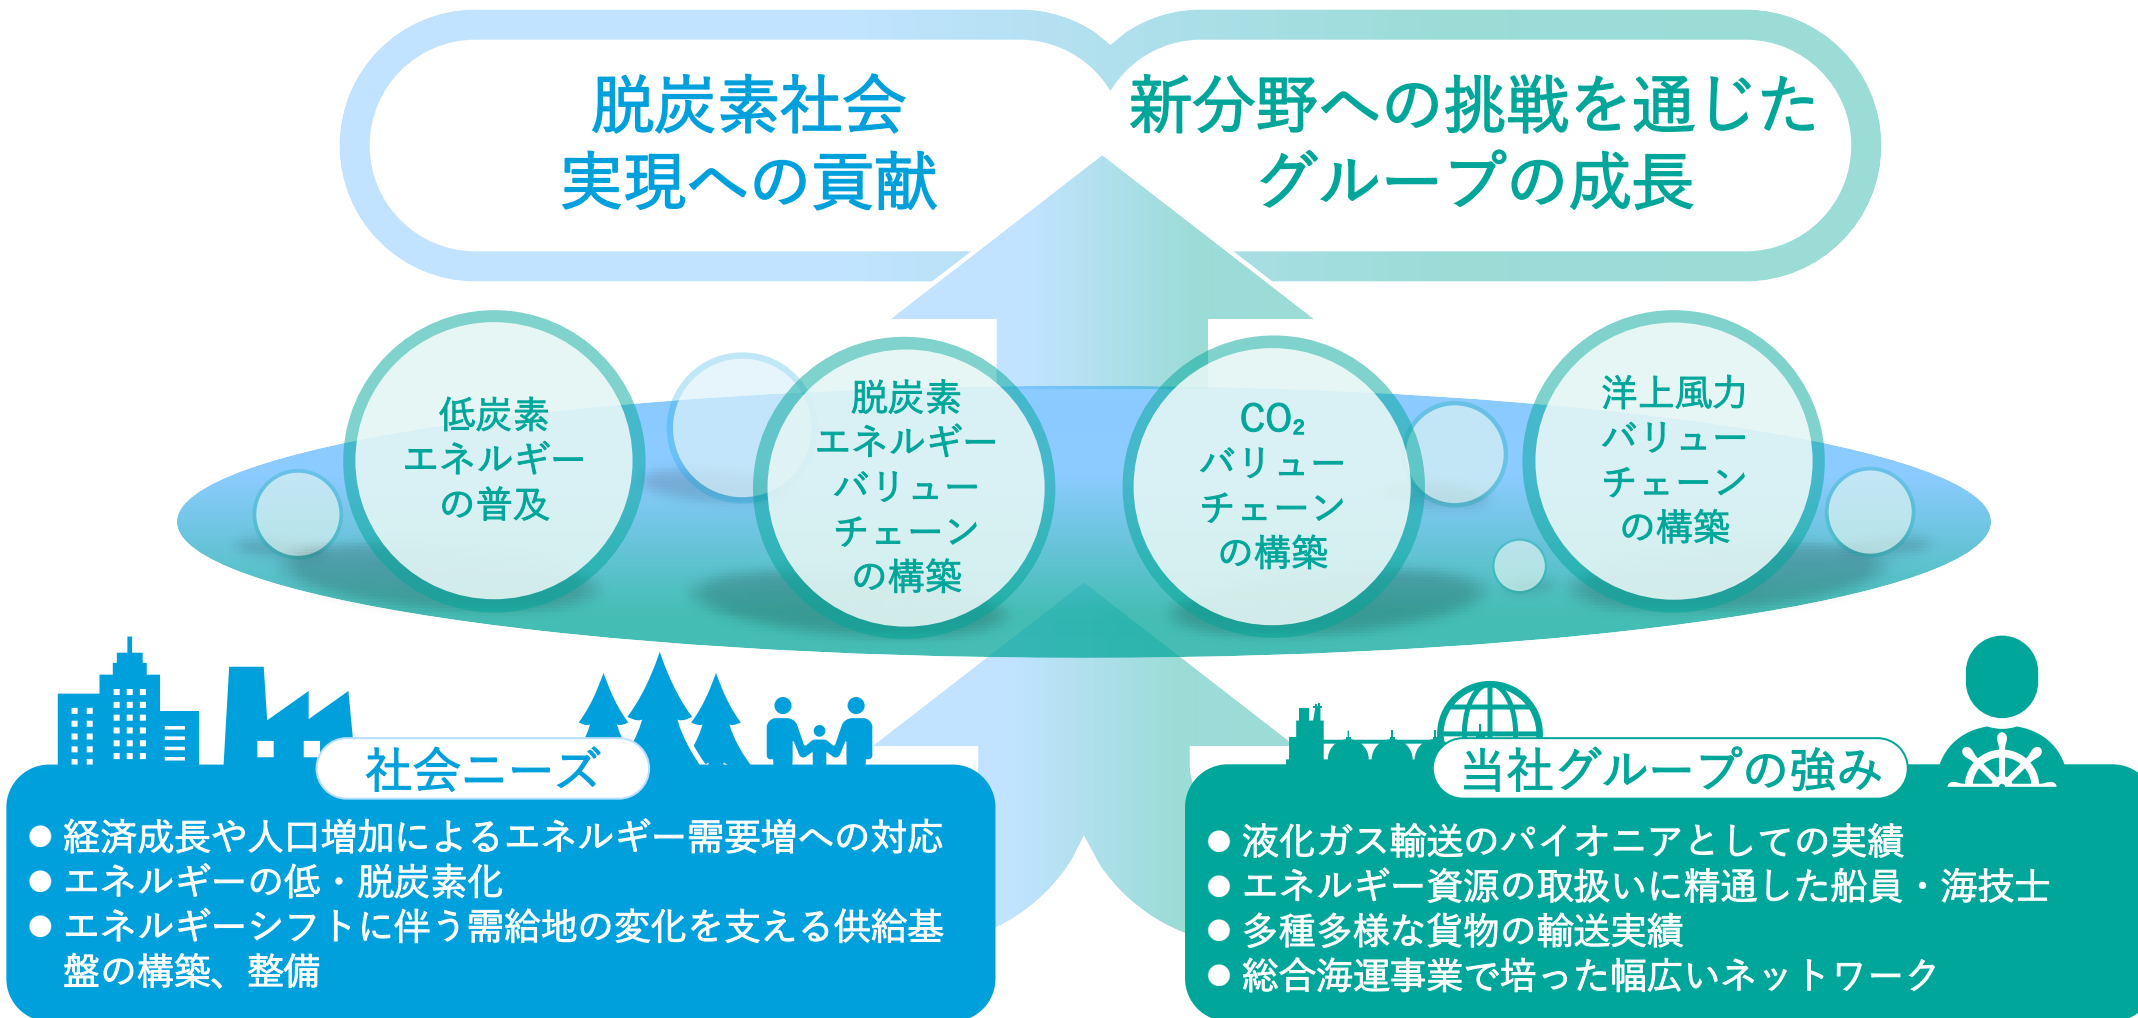 脱炭素社会
実現への貢献
新分野への挑戦を通じた
グループの成長
低炭素
エネルギー
の普及
脱炭素
エネルギー
バリュー
チェーン
の構築
CO₂
バリュー
チェーン
の構築
洋上風力
バリュー
チェーン
の構築
社会ニーズ
● 経済成長や人口増加によるエネルギー需要増への対応
● エネルギーの低・脱炭素化
● エネルギーシフトに伴う需給地の変化を支える供給基
盤の構築、整備
当社グループの強み
● 液化ガス輸送のパイオニアとしての実績
● エネルギー資源の取扱いに精通した船員・海技士
● 多種多様な貨物の輸送実績
● 総合海運事業で培った幅広いネットワーク